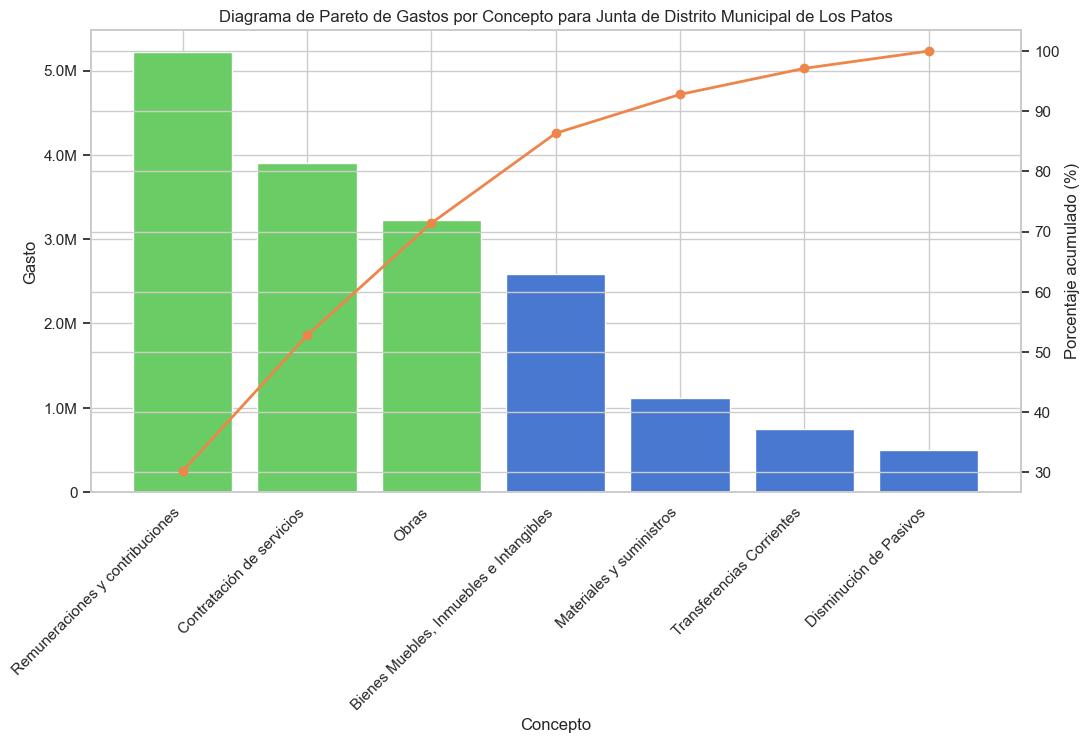 Diagrama de Pareto de Gastos por Concepto para Junta de Distrito Municipal de Los Patos
Gasto
5.0M
4.0M
3.0M
2.0M
1.0M
0
100
90
80
70
60
50
40
30
Porcentaje acumulado (%)
Remuneraciones y contribuciones
Contratación de servicios
Obras
Bienes Muebles, Inmuebles e Intangibles
Materiales y suministros
Transferencias Corrientes
Disminución de Pasivos
Concepto